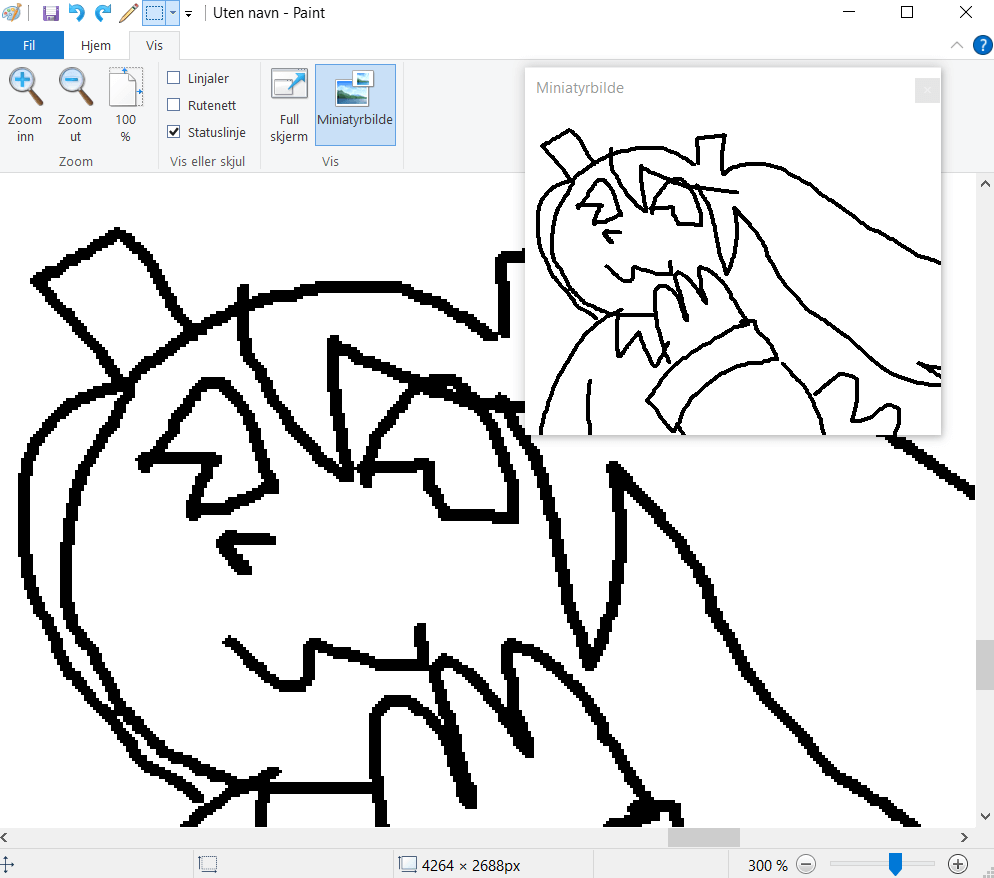 Uten navn - Paint
Fil Hjem Vis
?
Zoom inn
Zoom ut
100 %
Linjaler
Rutenett
Statuslinje
Full skjerm
Miniatyrbilde
Zoom
Vis eller skjul
Vis
Miniatyrbilde
4264 × 2688px
300 %